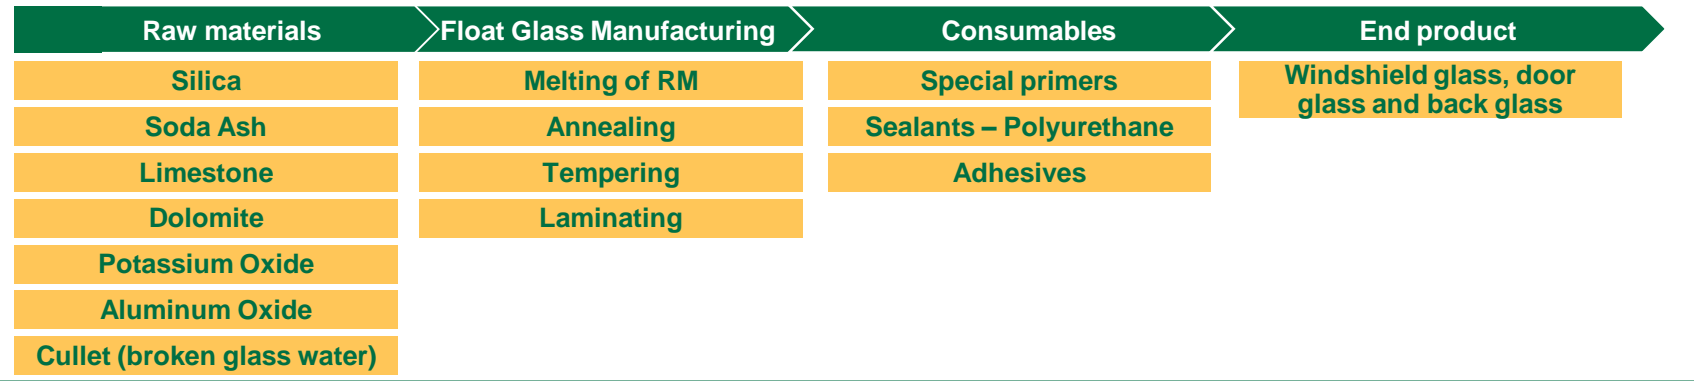 Raw materials
Float Glass Manufacturing
Consumables
End product
Silica
Soda Ash
Limestone
Dolomite
Potassium Oxide
Aluminum Oxide
Cullet (broken glass water)
Melting of RM
Annealing
Tempering
Laminating
Special primers
Sealants – Polyurethane
Adhesives
Windshield glass, door
glass and back glass